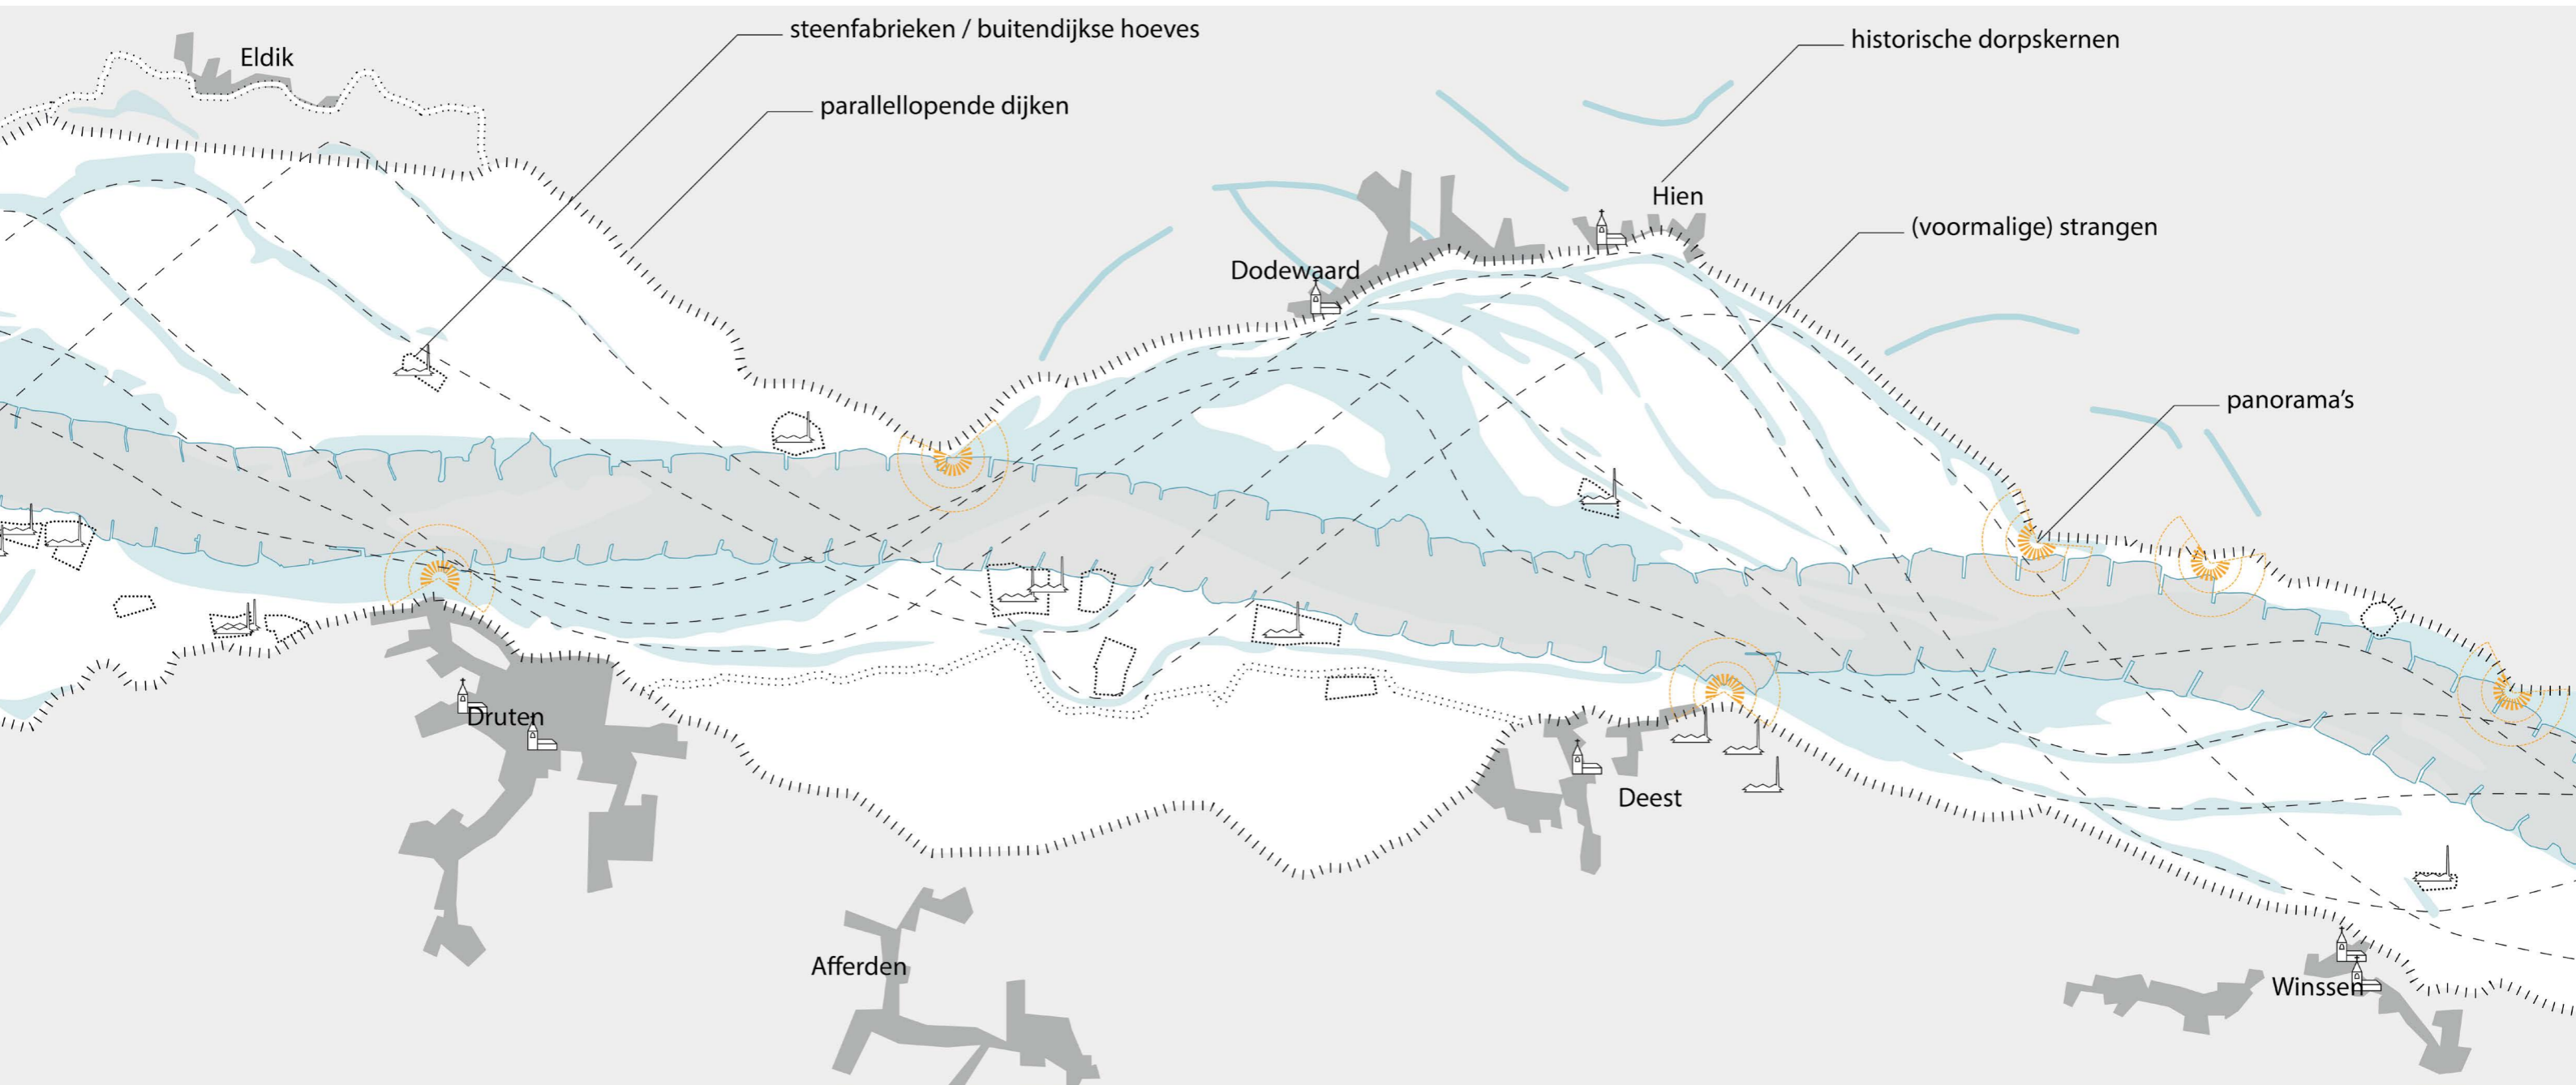 steenfabrieken / buitendijkse hoeves
historische dorpskernen
Eldik
parallellopende dijken
Hien
(voormalige) strangen
Dodewaard
panorama's
Druten
Deest
Afferden
Winssen